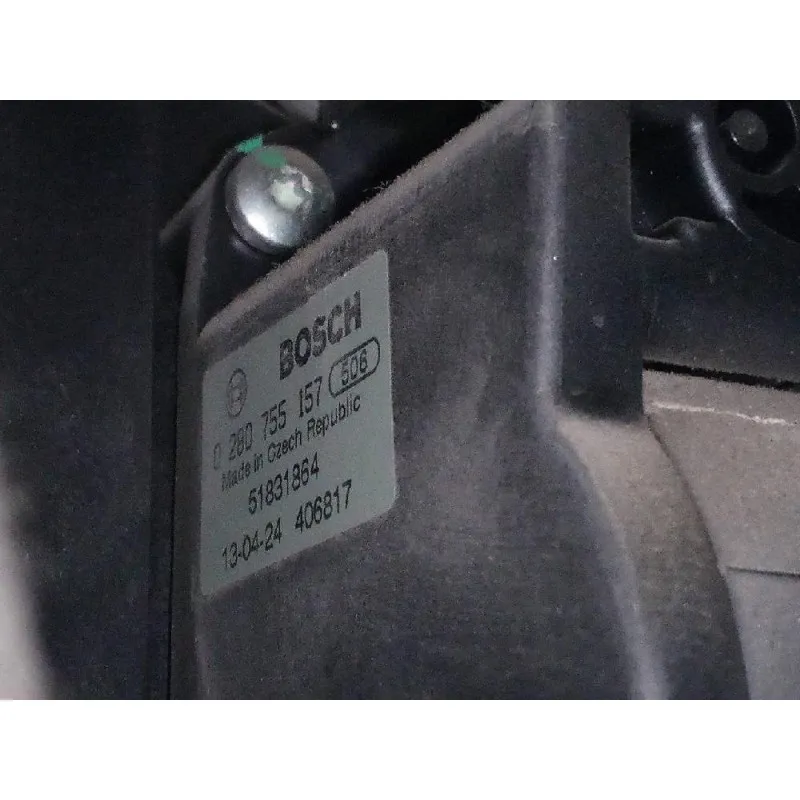 BOSCH
0 280 755 157 506
Made in Czech Republic
51831864
13-04-24 406817